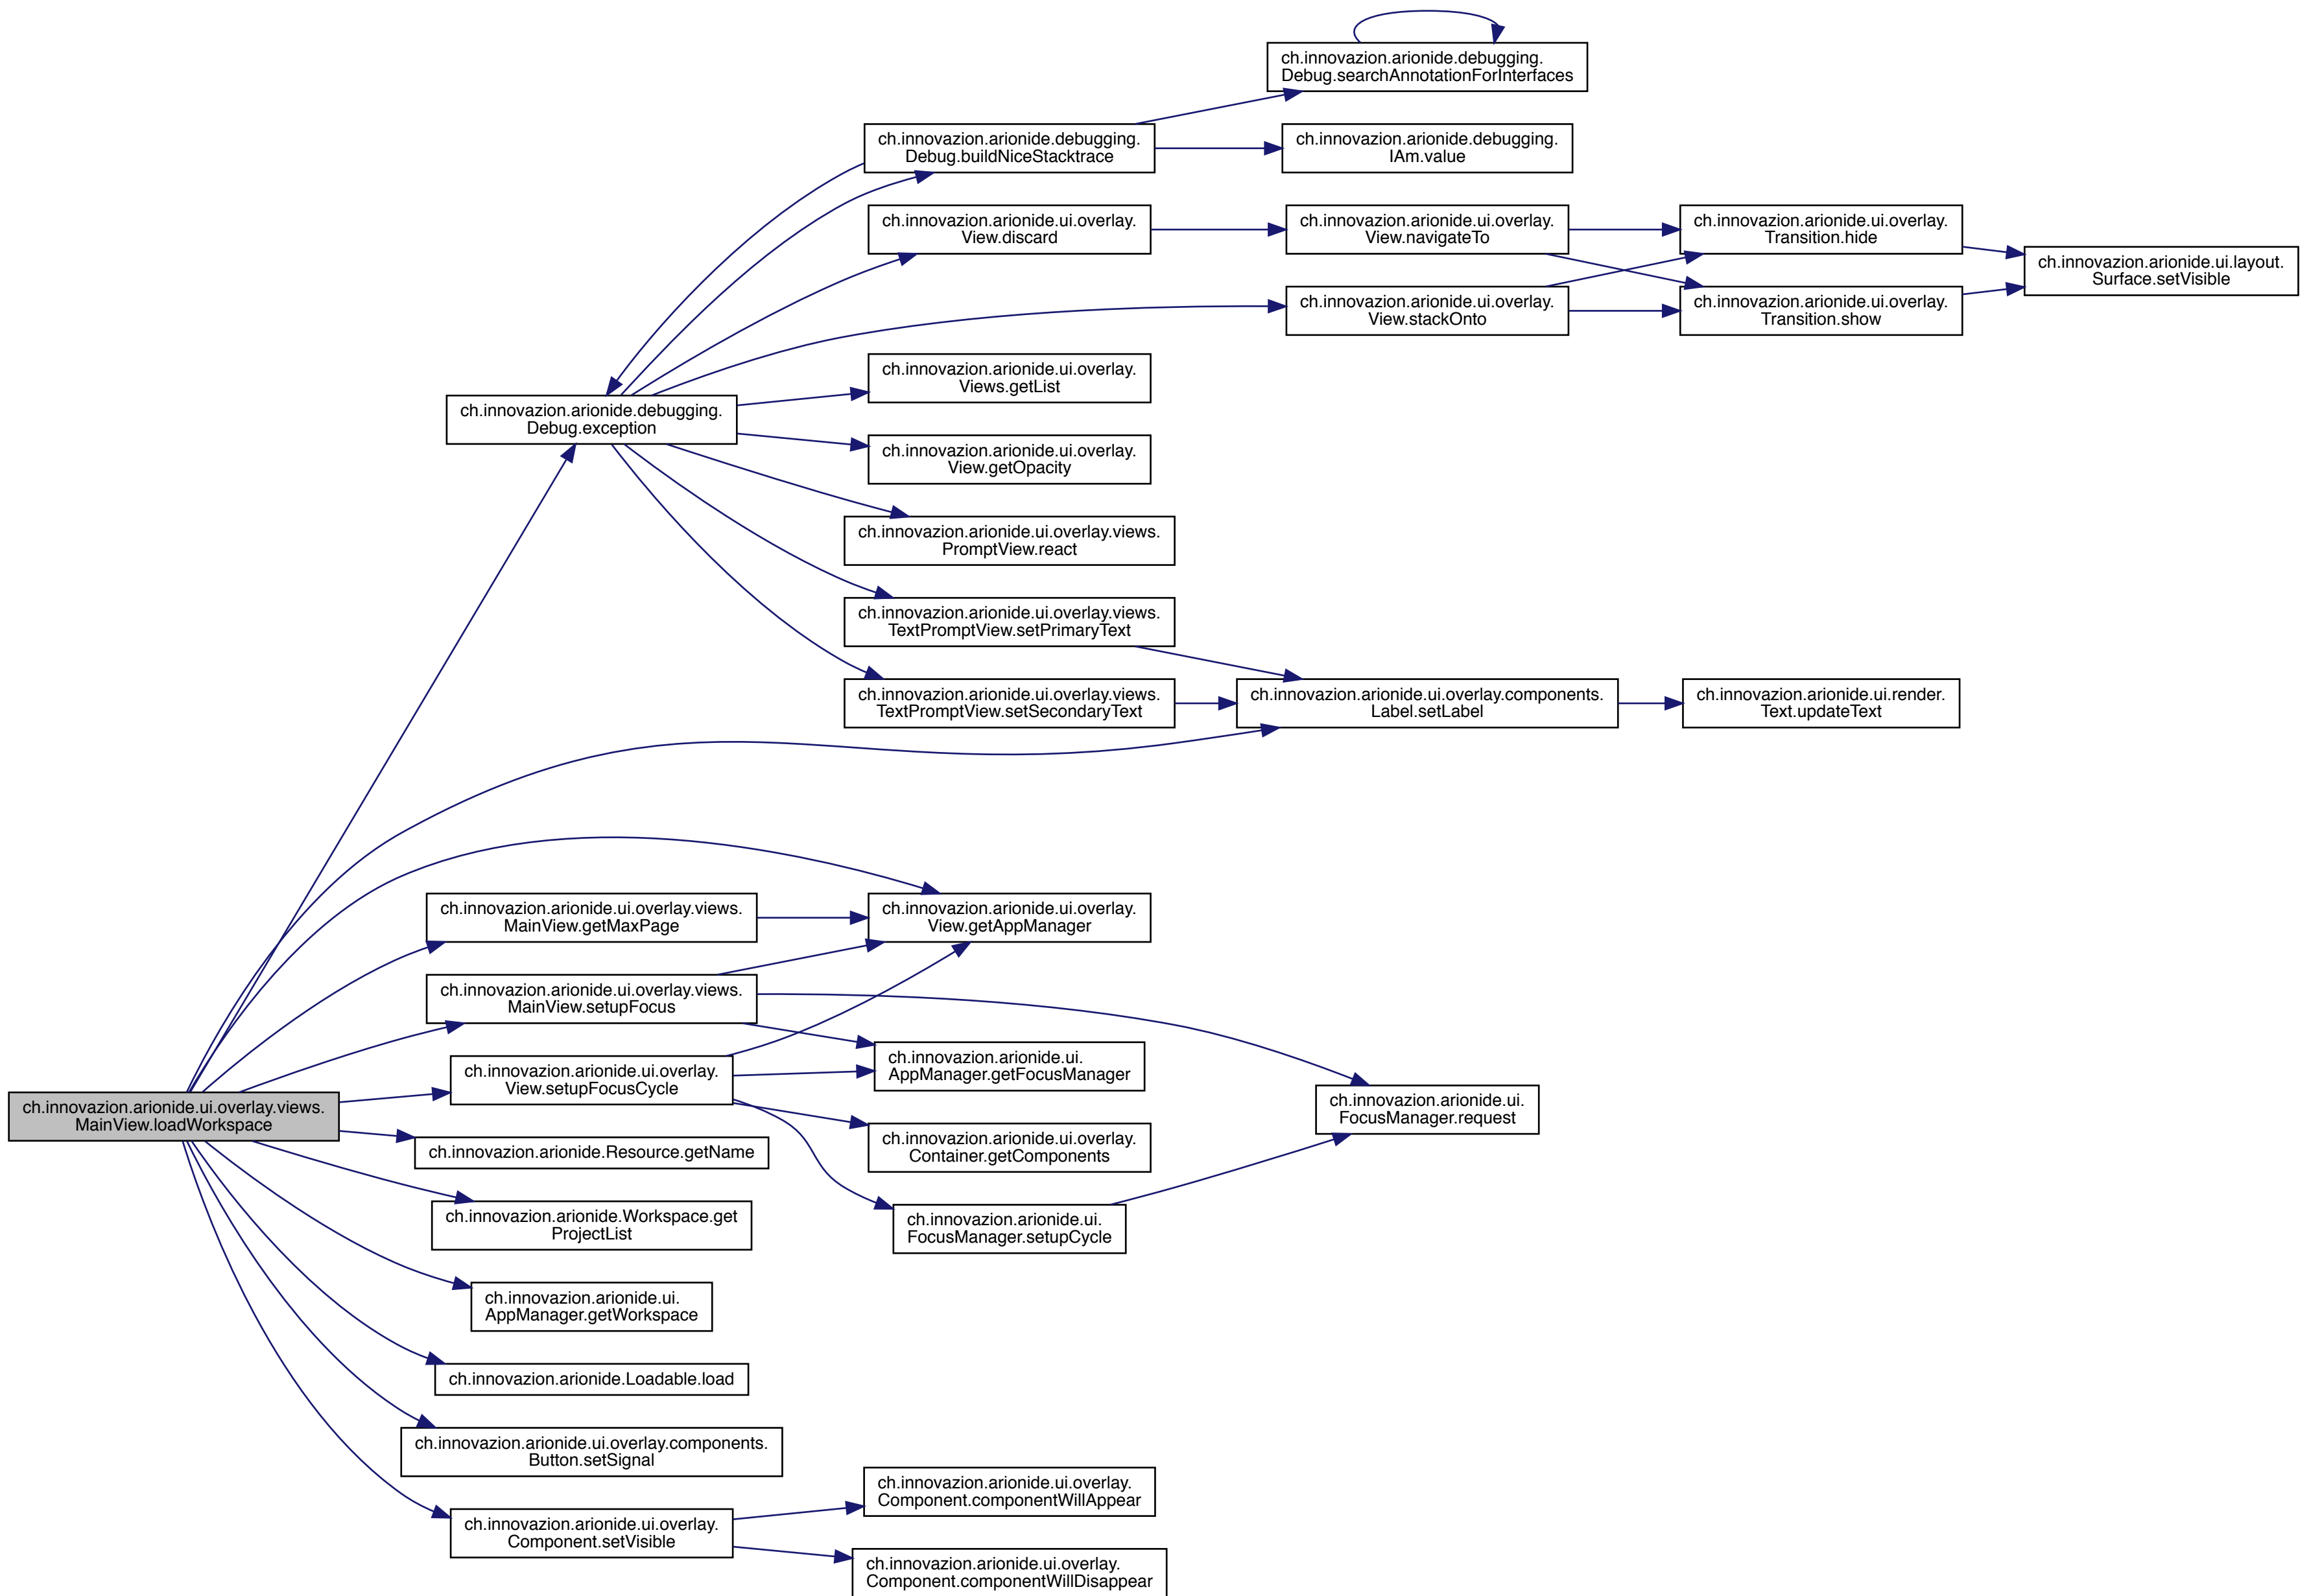 ch.innovazion.arionide.debugging.
Debug.searchAnnotationForInterfaces
ch.innovazion.arionide.debugging.
Debug.buildNiceStacktrace
ch.innovazion.arionide.debugging.
IAm.value
ch.innovazion.arionide.ui.overlay.
View.discard
ch.innovazion.arionide.ui.overlay.
View.navigateTo
ch.innovazion.arionide.ui.overlay.
Transition.hide
ch.innovazion.arionide.ui.layout.
Surface.setVisible
ch.innovazion.arionide.ui.overlay.
View.stackOnto
ch.innovazion.arionide.ui.overlay.
Transition.show
ch.innovazion.arionide.ui.overlay.
Views.getList
ch.innovazion.arionide.debugging.
Debug.exception
ch.innovazion.arionide.ui.overlay.
View.getOpacity
ch.innovazion.arionide.ui.overlay.views.
PromptView.react
ch.innovazion.arionide.ui.overlay.views.
TextPromptView.setPrimaryText
ch.innovazion.arionide.ui.overlay.views.
TextPromptView.setSecondaryText
ch.innovazion.arionide.ui.overlay.components.
Label.setLabel
ch.innovazion.arionide.ui.render.
Text.updateText
ch.innovazion.arionide.ui.overlay.views.
MainView.getMaxPage
ch.innovazion.arionide.ui.overlay.
View.getAppManager
ch.innovazion.arionide.ui.overlay.views.
MainView.setupFocus
ch.innovazion.arionide.ui.
AppManager.getFocusManager
ch.innovazion.arionide.ui.overlay.
View.setupFocusCycle
ch.innovazion.arionide.ui.overlay.views.
MainView.loadWorkspace
ch.innovazion.arionide.ui.
FocusManager.request
ch.innovazion.arionide.Resource.getName
ch.innovazion.arionide.ui.overlay.
Container.getComponents
ch.innovazion.arionide.Workspace.get
ProjectList
ch.innovazion.arionide.ui.
FocusManager.setupCycle
ch.innovazion.arionide.ui.
AppManager.getWorkspace
ch.innovazion.arionide.Loadable.load
ch.innovazion.arionide.ui.overlay.components.
Button.setSignal
ch.innovazion.arionide.ui.overlay.
Component.componentWillAppear
ch.innovazion.arionide.ui.overlay.
Component.setVisible
ch.innovazion.arionide.ui.overlay.
Component.componentWillDisappear